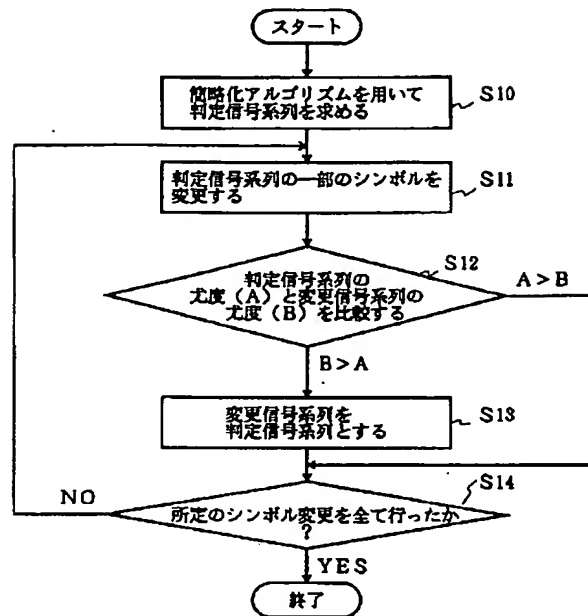 スタート
簡略化アルゴリズムを用いて
判定信号系列を求める
S10
判定信号系列の一部のシンボルを
変更する
S11
S12
判定信号系列の
尤度（A）と変更信号系列の
尤度（B）を比較する
A＞B
B＞A
変更信号系列を
判定信号系列とする
S13
S14
NO
所定のシンボル変更を全て行ったか
？
YES
終了